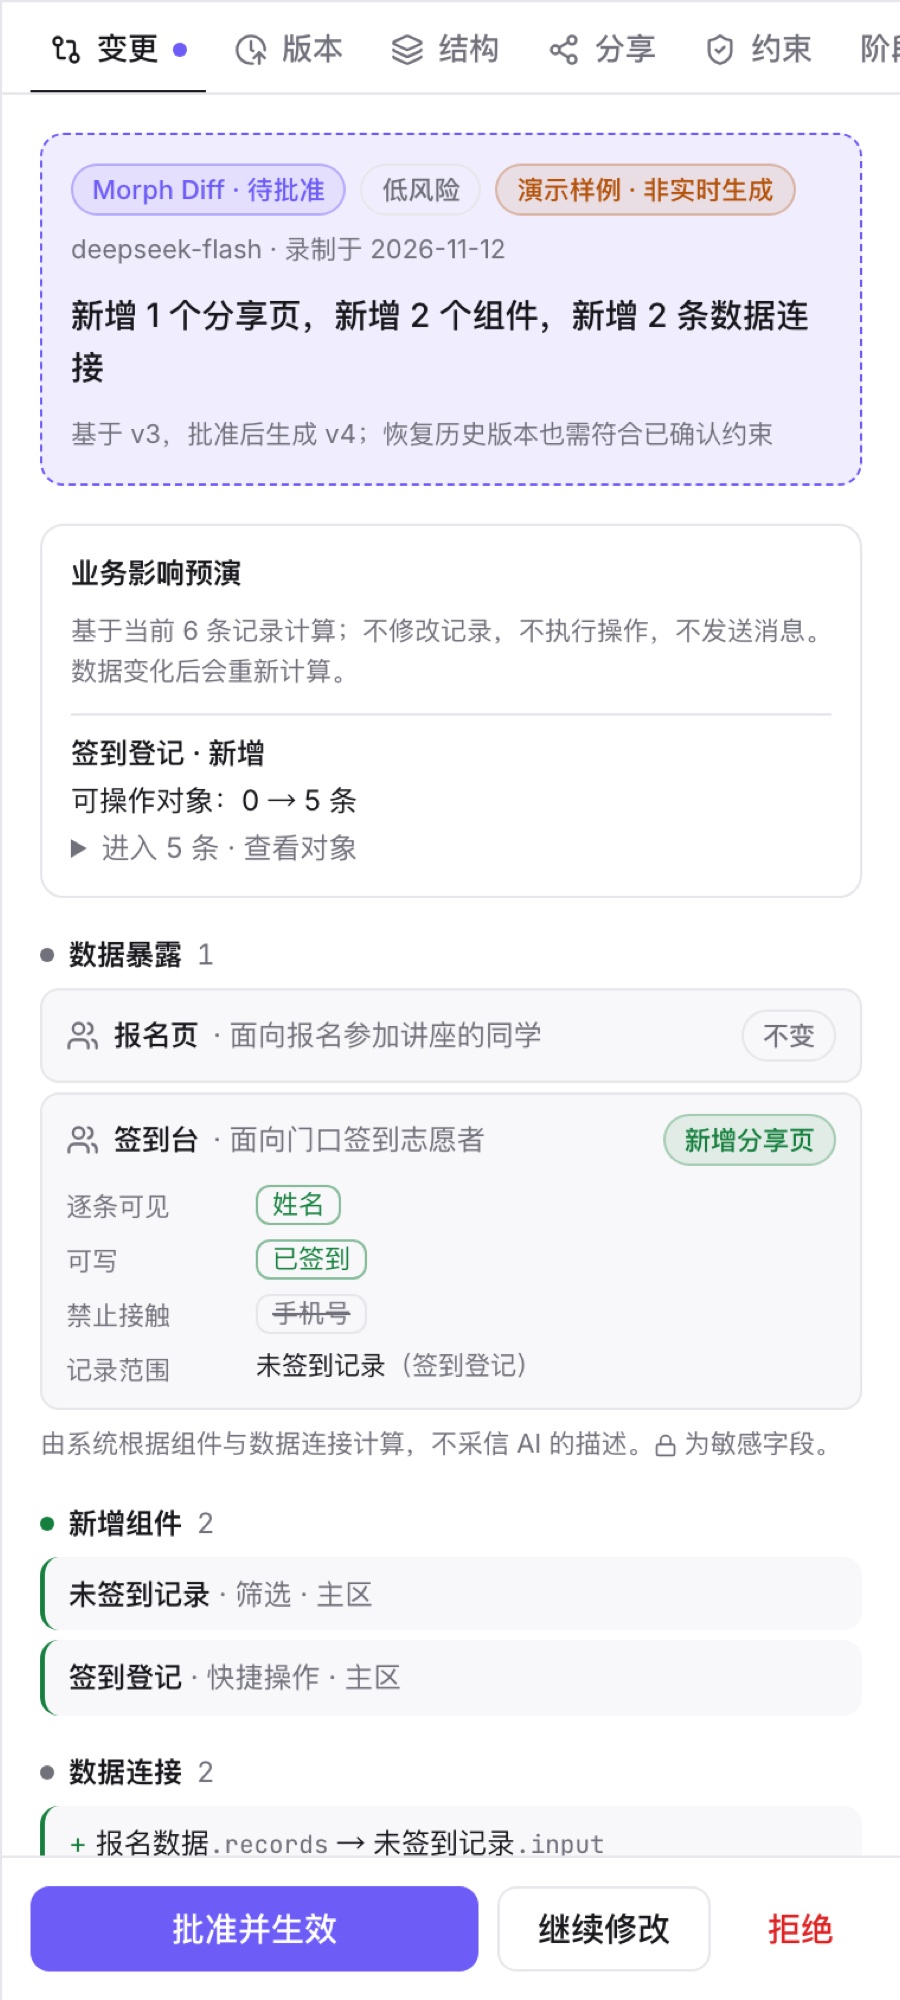 变更 版本 结构 分享 约束
Morph Diff · 待批准 低风险 演示样例 · 非实时生成
deepseek-flash · 录制于 2026-11-12
新增 1 个分享页，新增 2 个组件，新增 2 条数据连
接
基于 v3，批准后生成 v4；恢复历史版本也需符合已确认约束
业务影响预演
基于当前 6 条记录计算；不修改记录，不执行操作，不发送消息。
数据变化后会重新计算。
签到登记 · 新增
可操作对象：0 → 5 条
▶ 进入 5 条 · 查看对象
数据暴露 1
报名页 · 面向报名参加讲座的同学 不变
签到台 · 面向门口签到志愿者 新增分享页
逐条可见 姓名
可写 已签到
禁止接触 手机号
记录范围 未签到记录（签到登记）
由系统根据组件与数据连接计算，不采信 AI 的描述。 为敏感字段。
新增组件 2
未签到记录 · 筛选 · 主区
签到登记 · 快捷操作 · 主区
数据连接 2
+ 报名数据.records → 未签到记录.input
批准并生效 继续修改 拒绝